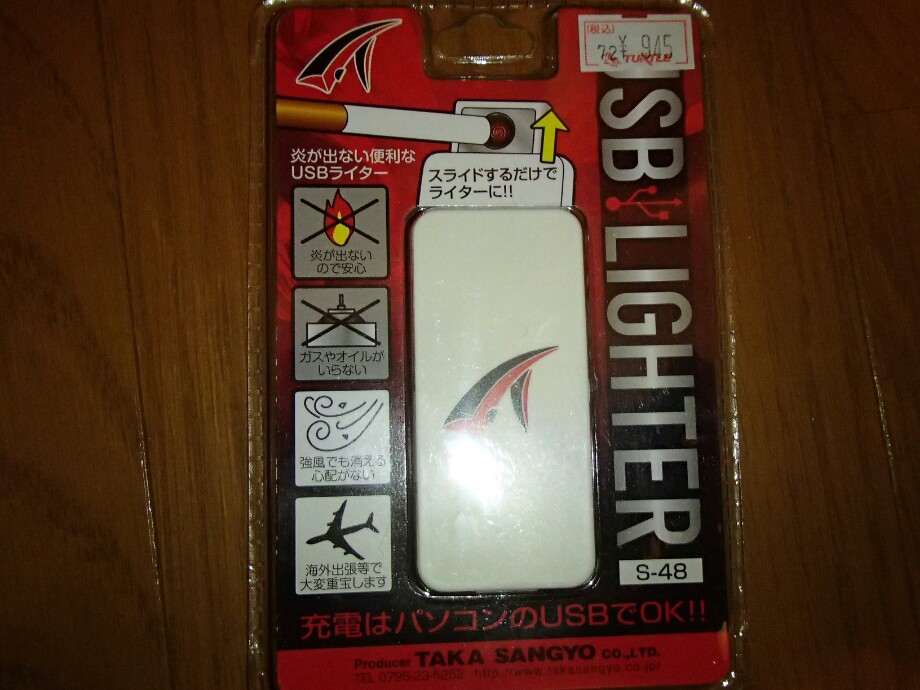 (税込)
72¥ 945
TURTLE
USB LIGHTER
炎が出ない便利な
USBライター
スライドするだけで
ライターに!!
炎が出ない
ので安心
ガスやオイルが
いらない
強風でも消える
心配がない
海外出張等で
大変重宝します
S-48
充電はパソコンのUSBでOK!!
Producer TAKA SANGYO CO.,LTD.
TEL 0795-23-5252 http://www.takasangyo.co.jp/